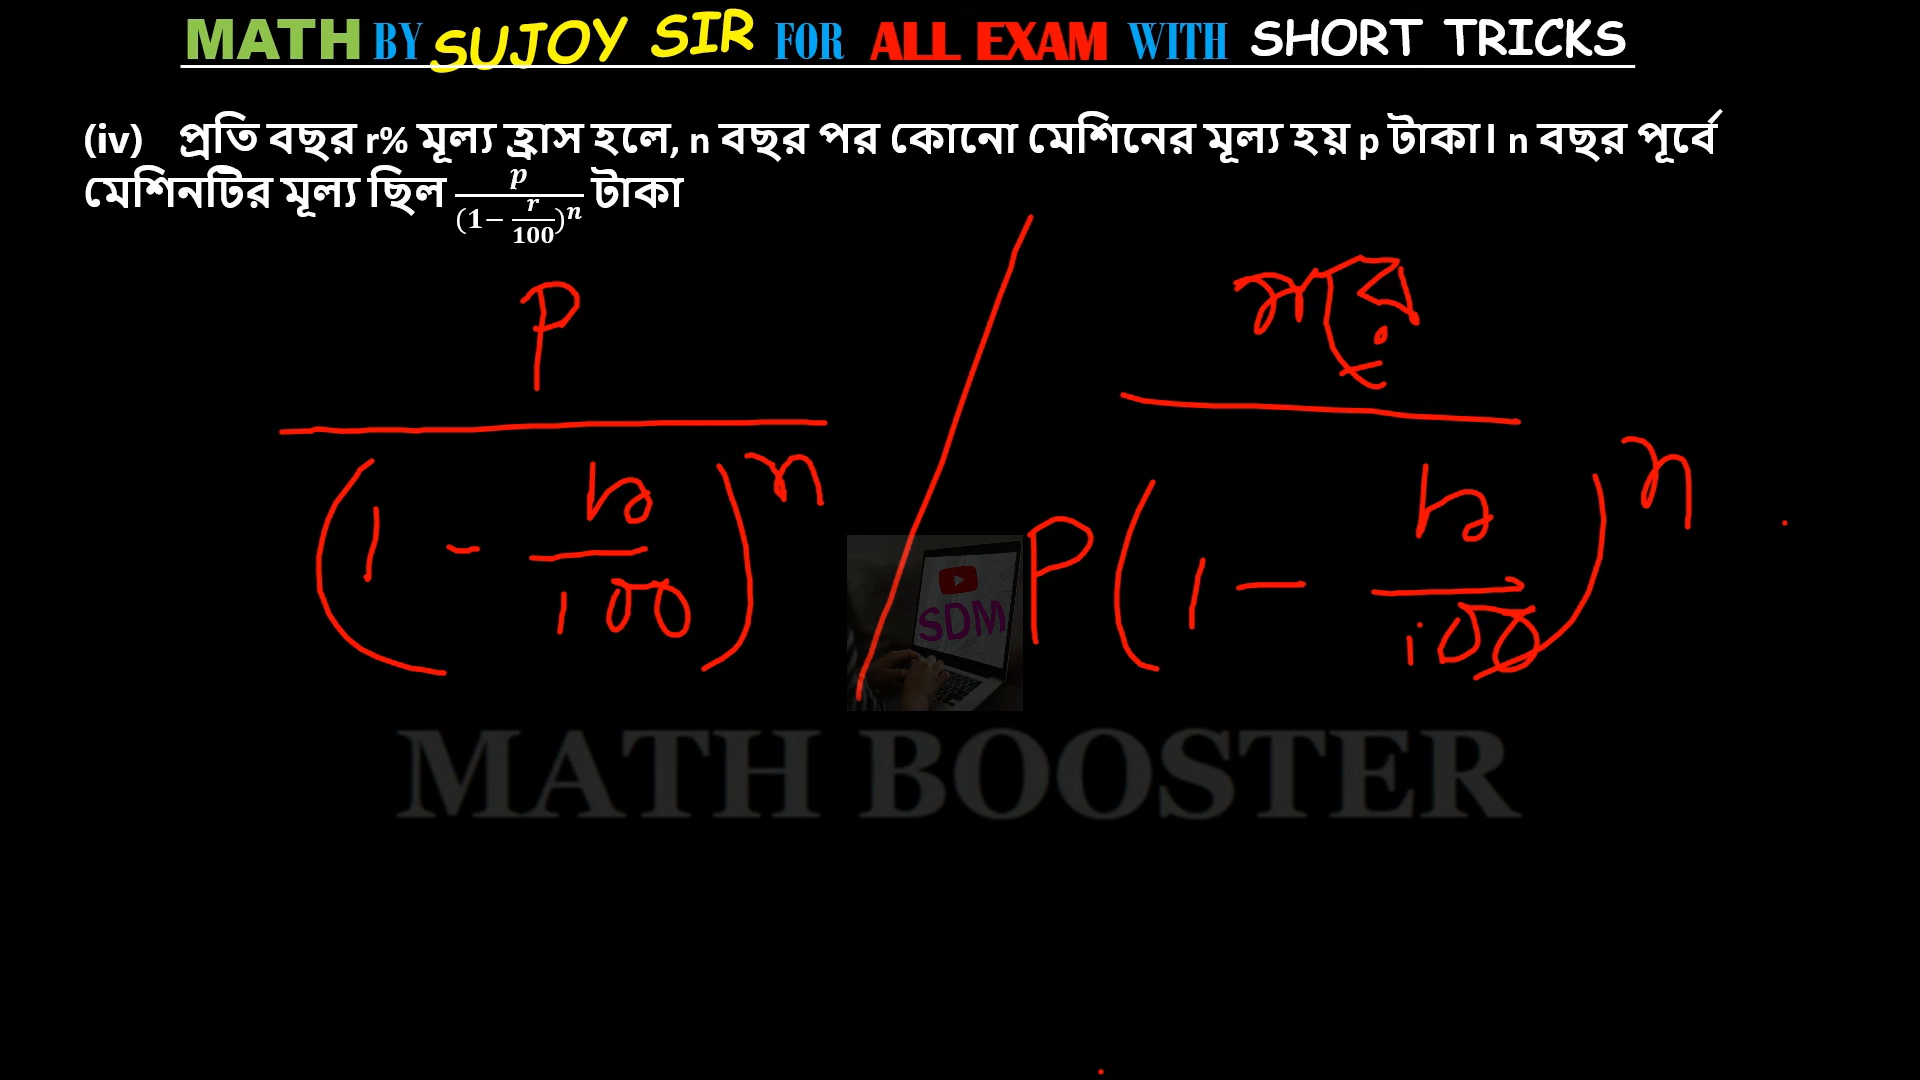 MATH BY SUJOY SIR FOR ALL EXAM WITH SHORT TRICKS
(iv) প্রতি বছর r% মূল্য হ্রাস হলে, n বছর পর কোনো মেশিনের মূল্য হয় p টাকা। n বছর পূর্বে
মেশিনটির মূল্য ছিল p/(1− r/100)^n টাকা
P
(1 - r/100)^n
P(1 - r/100)^n
SDM
MATH BOOSTER